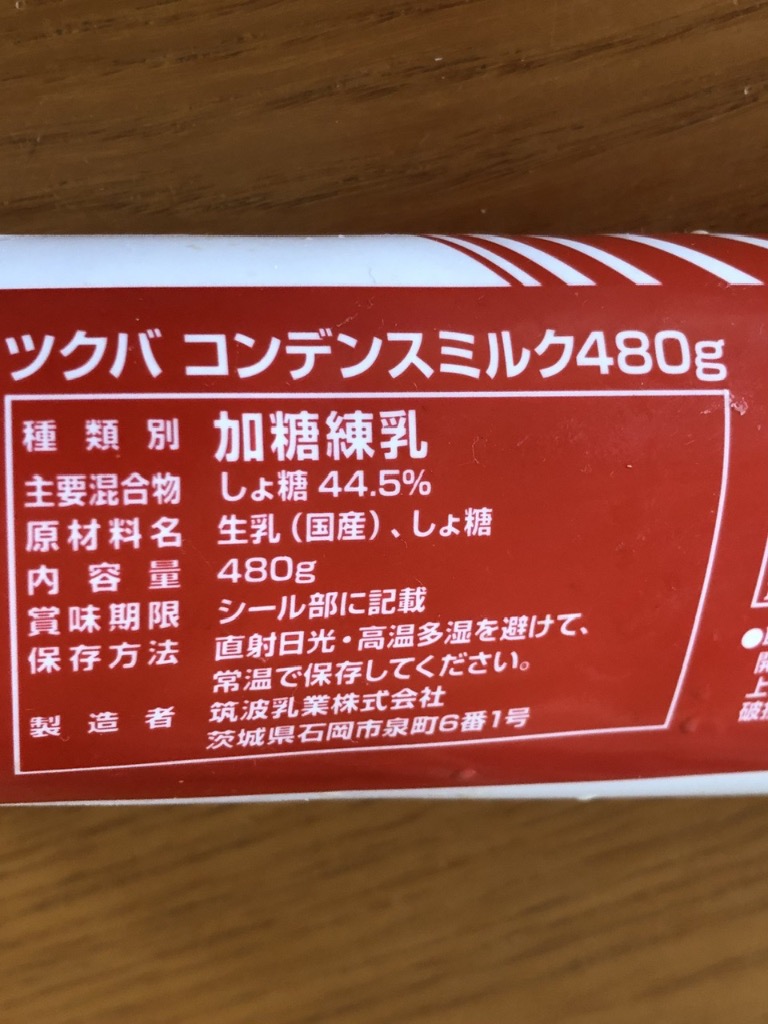 ツクバ コンデンスミルク480g
種類別 加糖練乳
主要混合物 しょ糖 44.5%
原材料名 生乳（国産）、しょ糖
内容量 480g
賞味期限 シール部に記載
保存方法 直射日光・高温多湿を避けて、
常温で保存してください。
製造者 筑波乳業株式会社
茨城県石岡市泉町6番1号
上